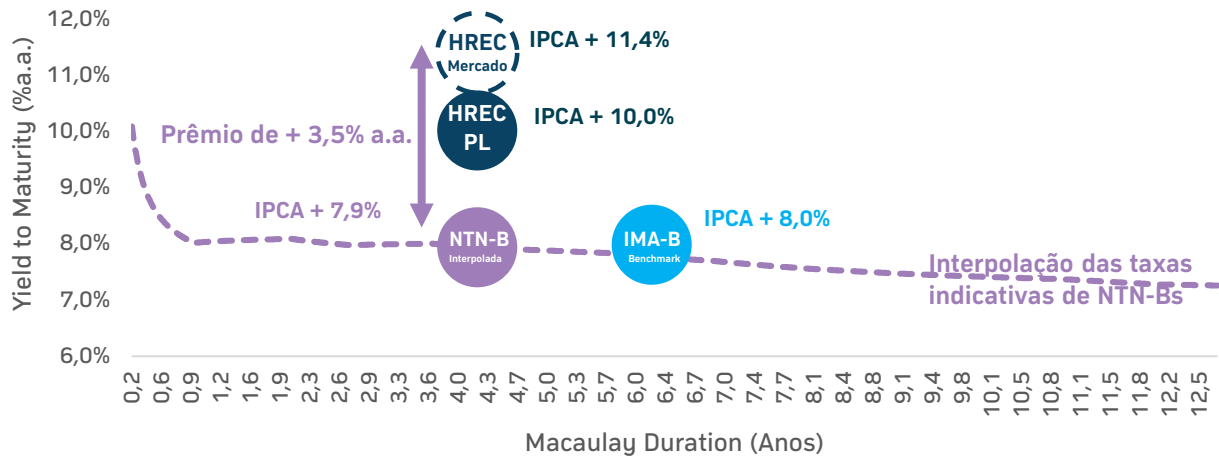 12,0%
11,0%
10,0%
9,0%
8,0%
7,0%
6,0%
Yield to Maturity (%a.a.)
HREC
Mercado
IPCA + 11,4%
HREC
PL
IPCA + 10,0%
Prêmio de + 3,5% a.a.
IPCA + 7,9%
NTN-B
Interpolada
IMA-B
Benchmark
IPCA + 8,0%
Interpolação das taxas
indicativas de NTN-Bs
0,2 0,6 0,9 1,2 1,6 1,9 2,3 2,6 2,9 3,3 3,6 4,0 4,3 4,7 5,0 5,3 5,7 6,0 6,4 6,7 7,0 7,4 7,7 8,1 8,4 8,8 9,1 9,4 9,8 10,1 10,5 10,8 11,1 11,5 11,8 12,2 12,5
Macaulay Duration (Anos)